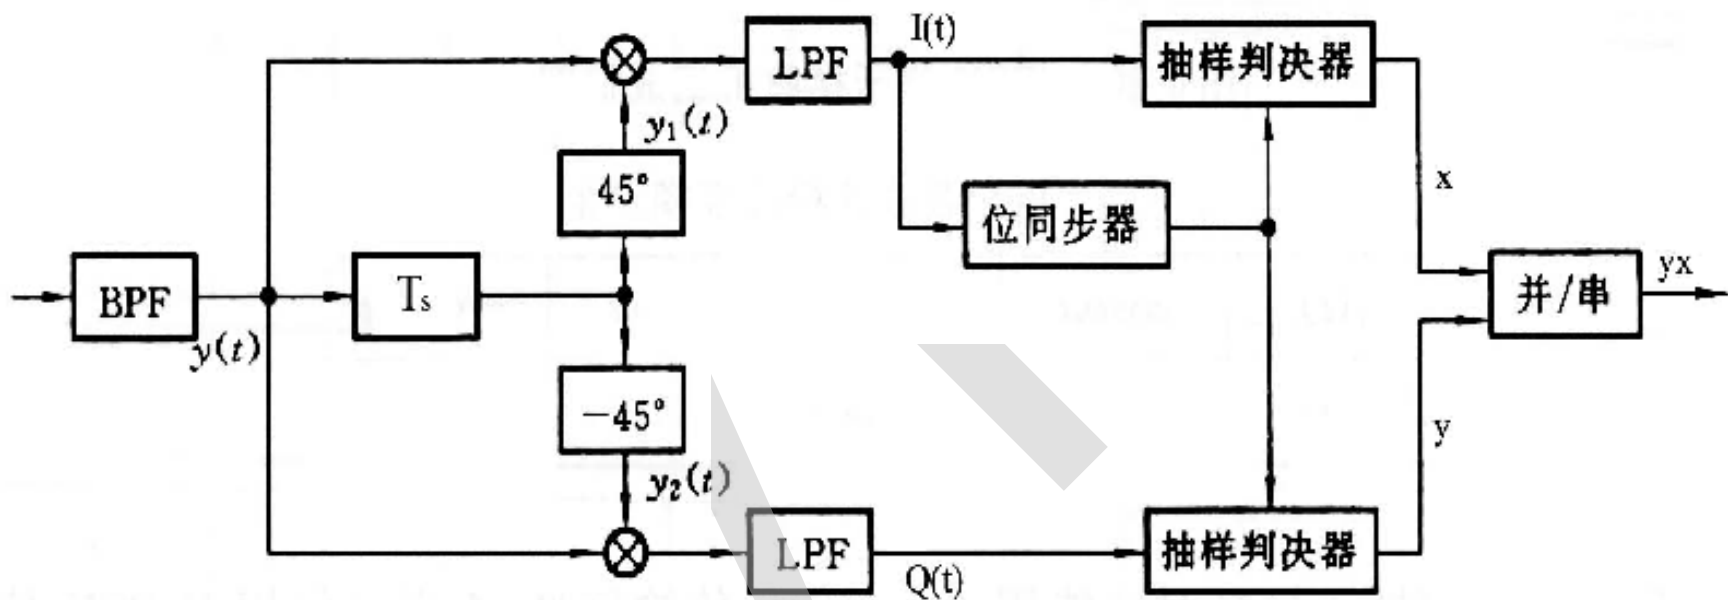 I(t)
LPF
抽样判决器
y₁(t)
45°
x
位同步器
BPF
Tₛ
并/串
yx
y(t)
−45°
y
y₂(t)
LPF
Q(t)
抽样判决器